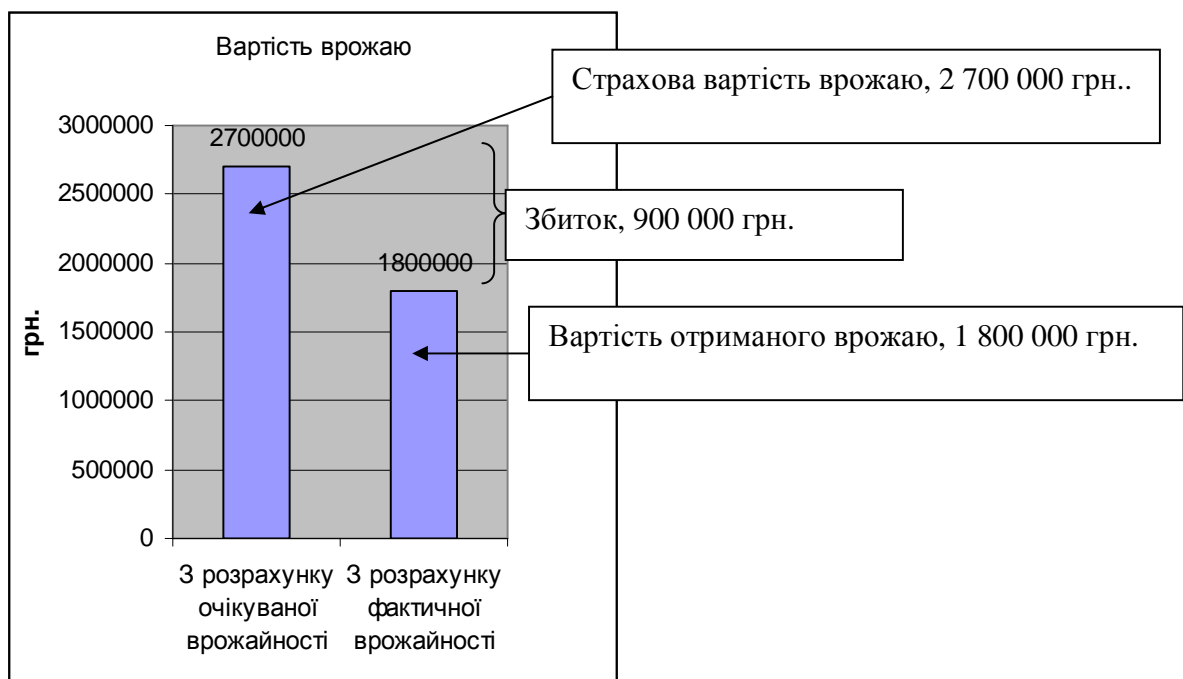 Вартість врожаю
Страхова вартість врожаю, 2 700 000 грн..
Збиток, 900 000 грн.
Вартість отриманого врожаю, 1 800 000 грн.
грн.
3000000
2500000
2000000
1500000
1000000
500000
0
2700000
1800000
З розрахунку
очікуваної
врожайності
З розрахунку
фактичної
врожайності